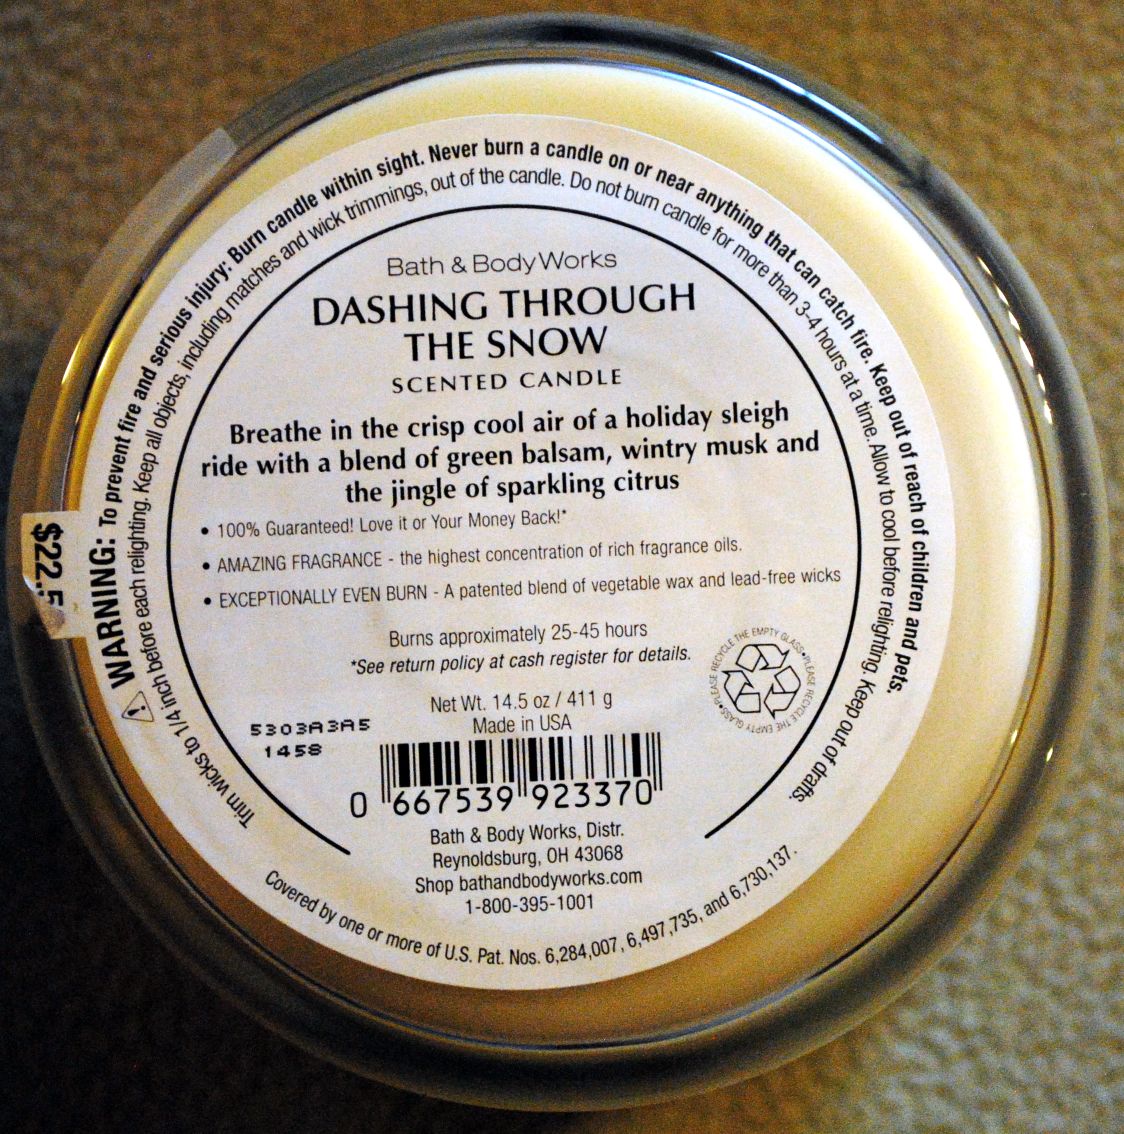 WARNING: To prevent fire and serious injury: Burn candle within sight. Never burn a candle on or near anything that can catch fire. Keep out of reach of children and pets.
Trim wicks to 1/4 inch before each relighting. Keep all objects, including matches and wick trimmings, out of the candle. Do not burn candle for more than 3-4 hours at a time. Allow to cool before relighting. Keep out of drafts.
Bath & Body Works
DASHING THROUGH
THE SNOW
SCENTED CANDLE
Breathe in the crisp cool air of a holiday sleigh
ride with a blend of green balsam, wintry musk and
the jingle of sparkling citrus
• 100% Guaranteed! Love it or Your Money Back!*
• AMAZING FRAGRANCE - the highest concentration of rich fragrance oils.
• EXCEPTIONALLY EVEN BURN - A patented blend of vegetable wax and lead-free wicks
Burns approximately 25-45 hours
*See return policy at cash register for details.
PLEASE RECYCLE THE EMPTY GLASS • PLEASE RECYCLE THE EMPTY GLASS •
Net Wt. 14.5 oz / 411 g
Made in USA
5303A3A5
1458
0 667539 923370
Bath & Body Works, Distr.
Reynoldsburg, OH 43068
Shop bathandbodyworks.com
1-800-395-1001
Covered by one or more of U.S. Pat. Nos. 6,284,007, 6,497,735, and 6,730,137.